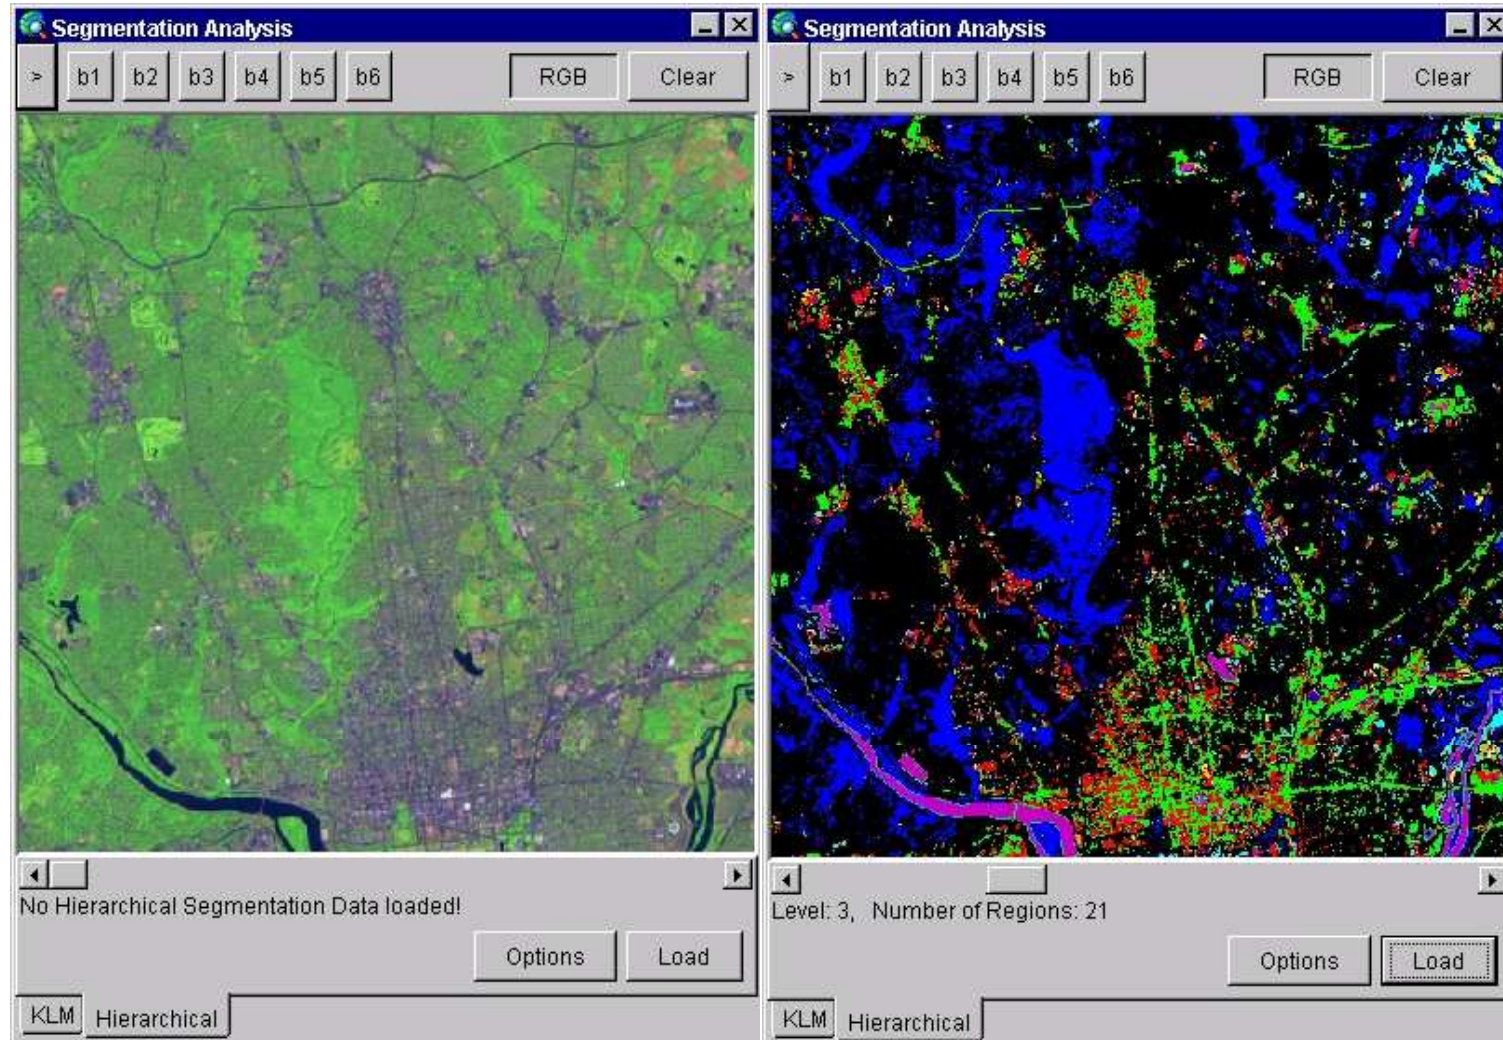 Segmentation Analysis
> b1 b2 b3 b4 b5 b6 RGB Clear
No Hierarchical Segmentation Data loaded!
Options Load
KLM Hierarchical
Segmentation Analysis
> b1 b2 b3 b4 b5 b6 RGB Clear
Level: 3, Number of Regions: 21
Options Load
KLM Hierarchical